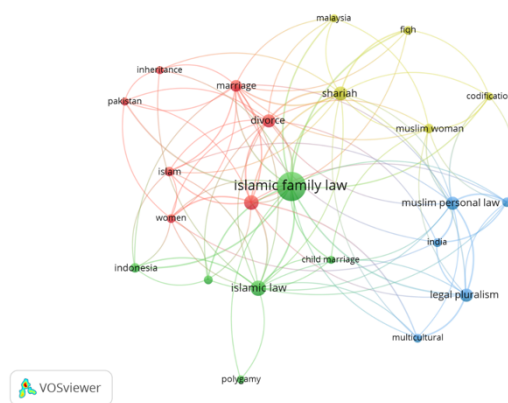 malaysia
fiqh
inheritance
marriage
shariah
codification
pakistan
divorce
muslim woman
islam
islamic family law
muslim personal law
women
india
child marriage
indonesia
islamic law
legal pluralism
multicultural
polygamy
VOSviewer